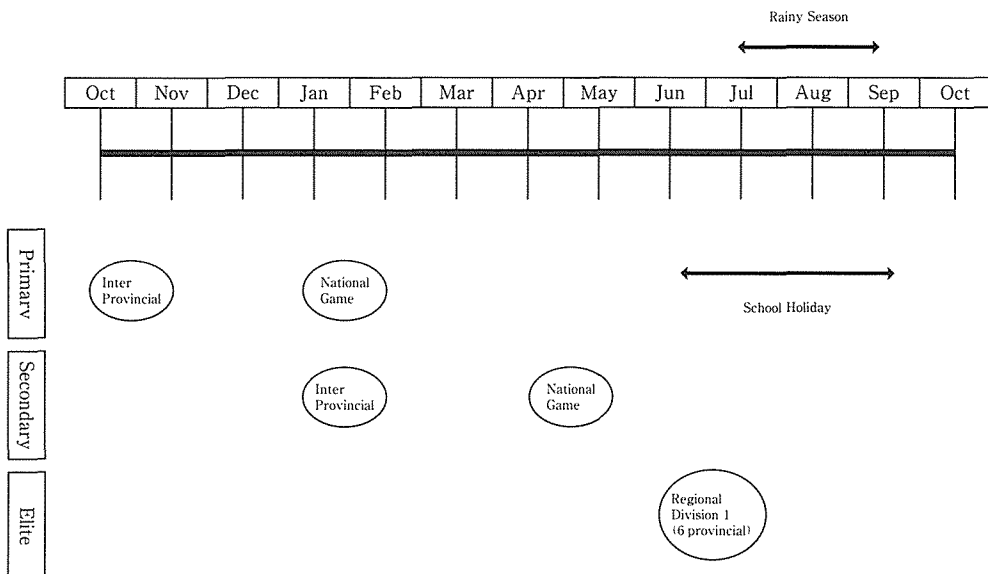 Rainy Season
Oct Nov Dec Jan Feb Mar Apr May Jun Jul Aug Sep Oct
Primary
Inter
Provincial
National
Game
School Holiday
Secondary
Inter
Provincial
National
Game
Elite
Regional
Division 1
(6 provincial)